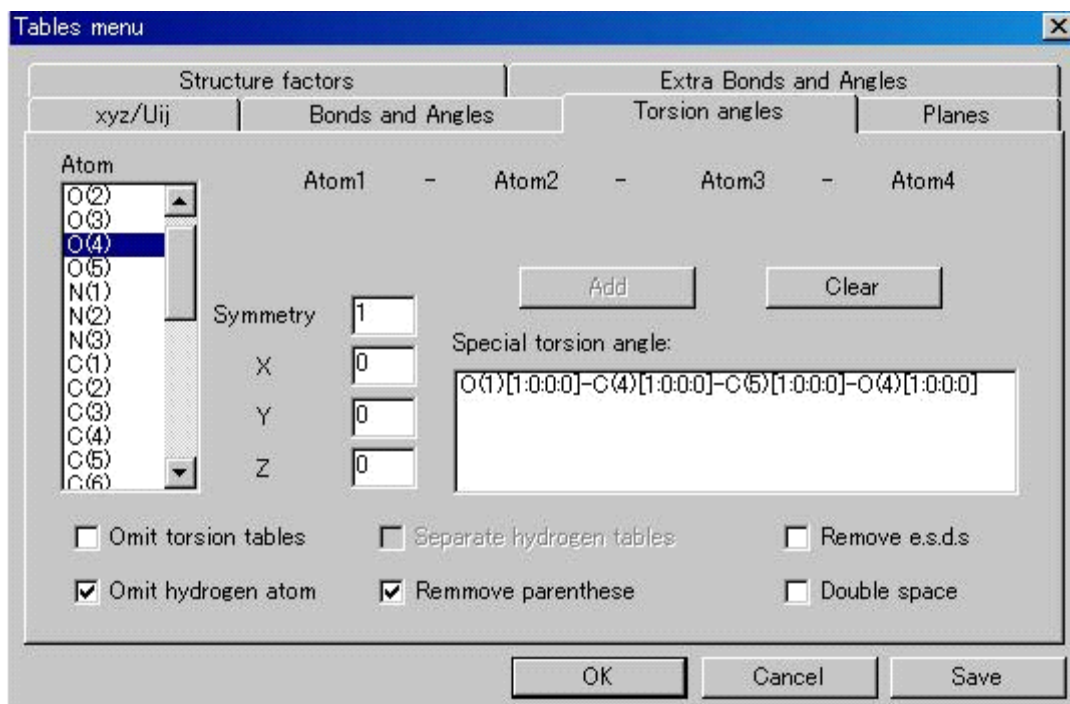 Tables menu
Structure factors
Extra Bonds and Angles
xyz/Uij
Bonds and Angles
Torsion angles
Planes
Atom
Atom1 - Atom2 - Atom3 - Atom4
O(2)
O(3)
O(4)
O(5)
N(1)
N(2)
N(3)
C(1)
C(2)
C(3)
C(4)
C(5)
C(6)
Add
Clear
Symmetry 1
X 0
Y 0
Z 0
Special torsion angle:
O(1)[1:0:0:0]-C(4)[1:0:0:0]-C(5)[1:0:0:0]-O(4)[1:0:0:0]
Omit torsion tables
Separate hydrogen tables
Remove e.s.d.s
Omit hydrogen atom
Remmove parenthese
Double space
OK
Cancel
Save